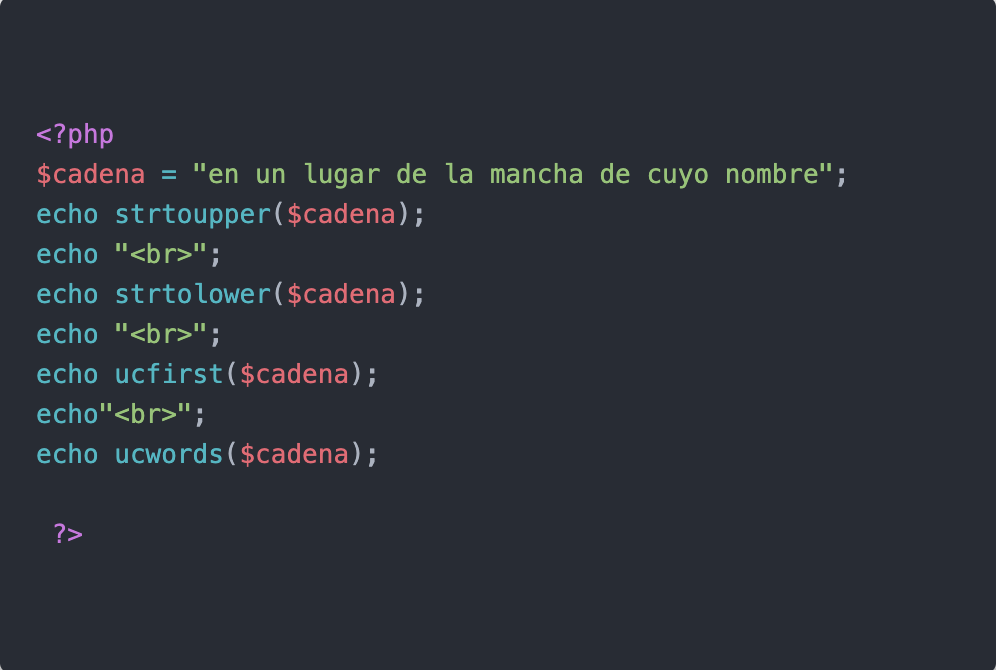 <?php
$cadena = "en un lugar de la mancha de cuyo nombre";
echo strtoupper($cadena);
echo "<br>";
echo strtolower($cadena);
echo "<br>";
echo ucfirst($cadena);
echo"<br>";
echo ucwords($cadena);
?>